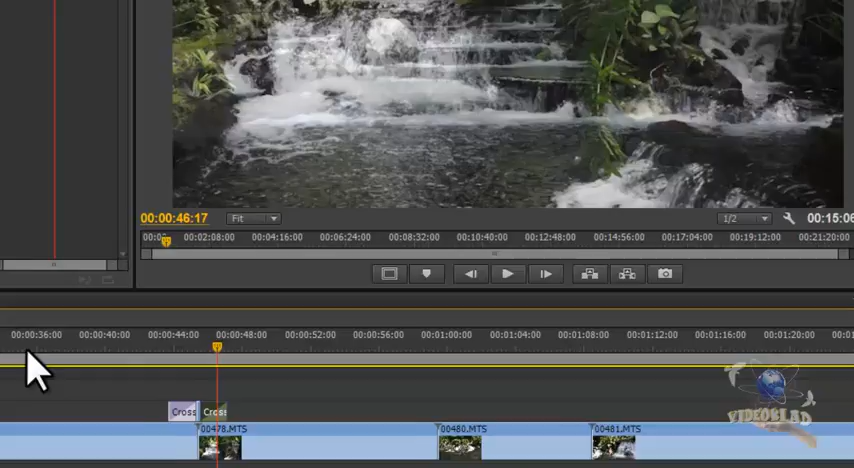 00:00:46:17 Fit 1/2 00:15:06
00:0 00:02:08:00 00:04:16:00 00:06:24:00 00:08:32:00 00:10:40:00 00:12:48:00 00:14:56:00 00:17:04:00 00:19:12:00 00:21:20:00
00:00:36:00 00:00:40:00 00:00:44:00 00:00:48:00 00:00:52:00 00:00:56:00 00:01:00:00 00:01:04:00 00:01:08:00 00:01:12:00 00:01:16:00 00:01:20:00 00:01
Cross Cross
00478.MTS 00480.MTS 00481.MTS
VIDEOBLAD